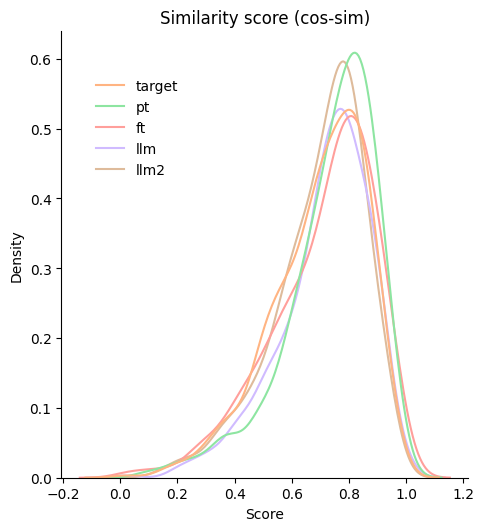 Similarity score (cos-sim)
target
pt
ft
llm
llm2
Density
0.6
0.5
0.4
0.3
0.2
0.1
0.0
−0.2 0.0 0.2 0.4 0.6 0.8 1.0 1.2
Score